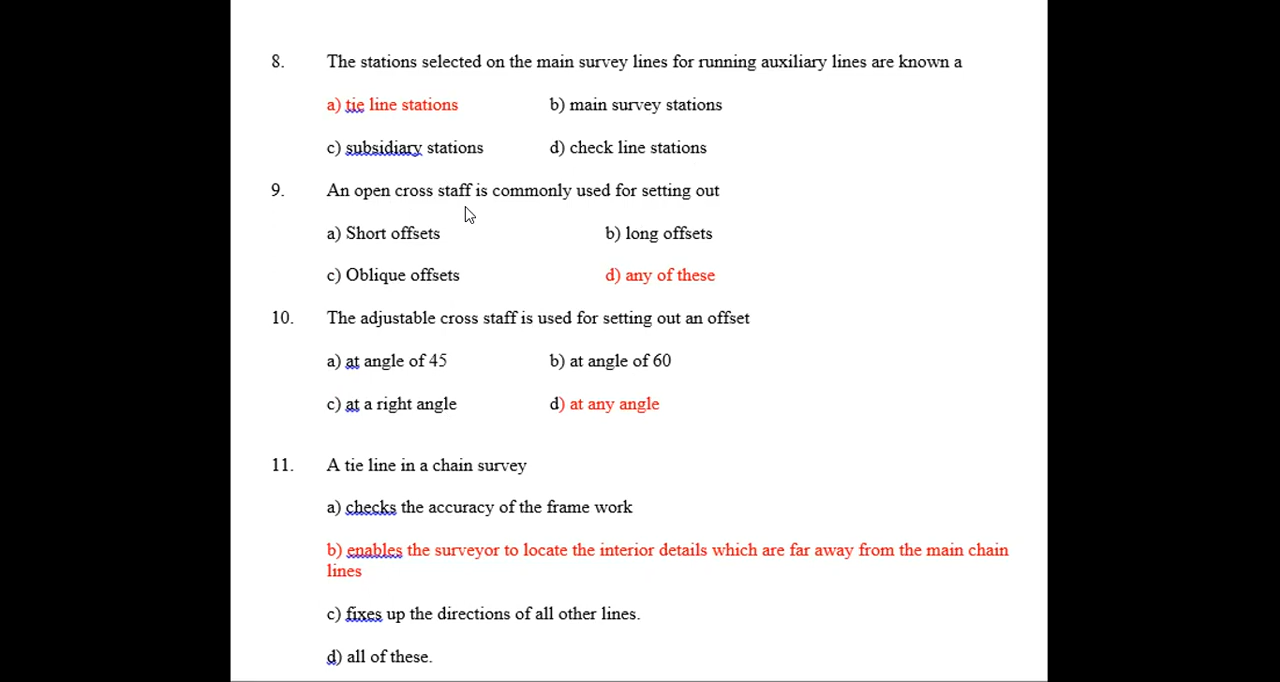 8. The stations selected on the main survey lines for running auxiliary lines are known a
a) tie line stations b) main survey stations
c) subsidiary stations d) check line stations
9. An open cross staff is commonly used for setting out
a) Short offsets b) long offsets
c) Oblique offsets d) any of these
10. The adjustable cross staff is used for setting out an offset
a) at angle of 45 b) at angle of 60
c) at a right angle d) at any angle
11. A tie line in a chain survey
a) checks the accuracy of the frame work
b) enables the surveyor to locate the interior details which are far away from the main chain
lines
c) fixes up the directions of all other lines.
d) all of these.